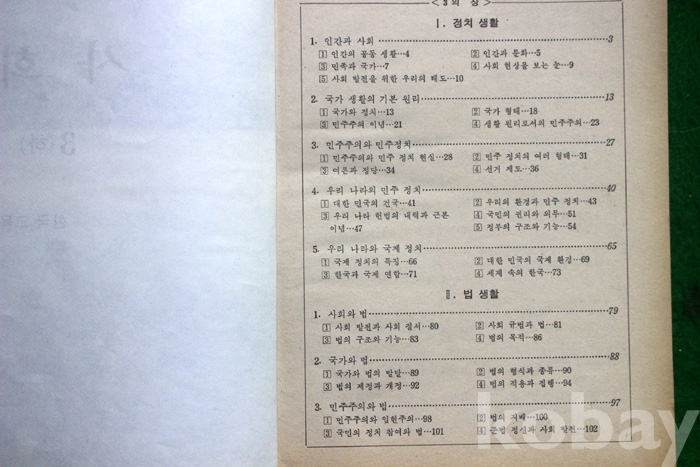 < 3 의 상 >
Ⅰ. 정치 생활
1. 인간과 사회 3
① 인간의 공동 생활…4 ② 인간과 문화…5
③ 민족과 국가…7 ④ 사회 현상을 보는 눈…9
⑤ 사회 발전을 위한 우리의 태도…10
2. 국가 생활의 기본 원리 13
① 국가와 정치…13 ② 국가 형태…18
③ 민주주의 이념…21 ④ 생활 원리로서의 민주주의…23
3. 민주주의와 민주정치 27
① 민주주의와 민주 정치 현실…28 ② 민주 정치의 여러 형태…31
③ 여론과 정당…34 ④ 선거 제도…36
4. 우리 나라의 민주 정치 40
① 대한 민국의 건국…41 ② 우리의 환경과 민주 정치…43
③ 우리 나라 헌법의 내력과 근본 ④ 국민의 권리와 의무…51
이념…47 ⑤ 정부의 구조와 기능…54
5. 우리 나라와 국제 정치 65
① 국제 정치의 특징…66 ② 대한 민국의 국제 환경…69
③ 한국과 국제 연합…71 ④ 세계 속의 한국…73
Ⅱ. 법 생활
1. 사회와 법 79
① 사회 발전과 사회 질서…80 ② 사회 규범과 법…81
③ 법의 구조와 기능…83 ④ 법의 목적…86
2. 국가와 법 88
① 국가와 법의 발달…89 ② 법의 형식과 종류…90
③ 법의 제정과 개정…92 ④ 법의 적용과 집행…94
3. 민주주의와 법 97
① 민주주의와 입헌주의…98 ② 법의 지배…100
③ 국민의 정치 참여와 법…101 ④ 준법 정신과 사회 발전…102
kobay